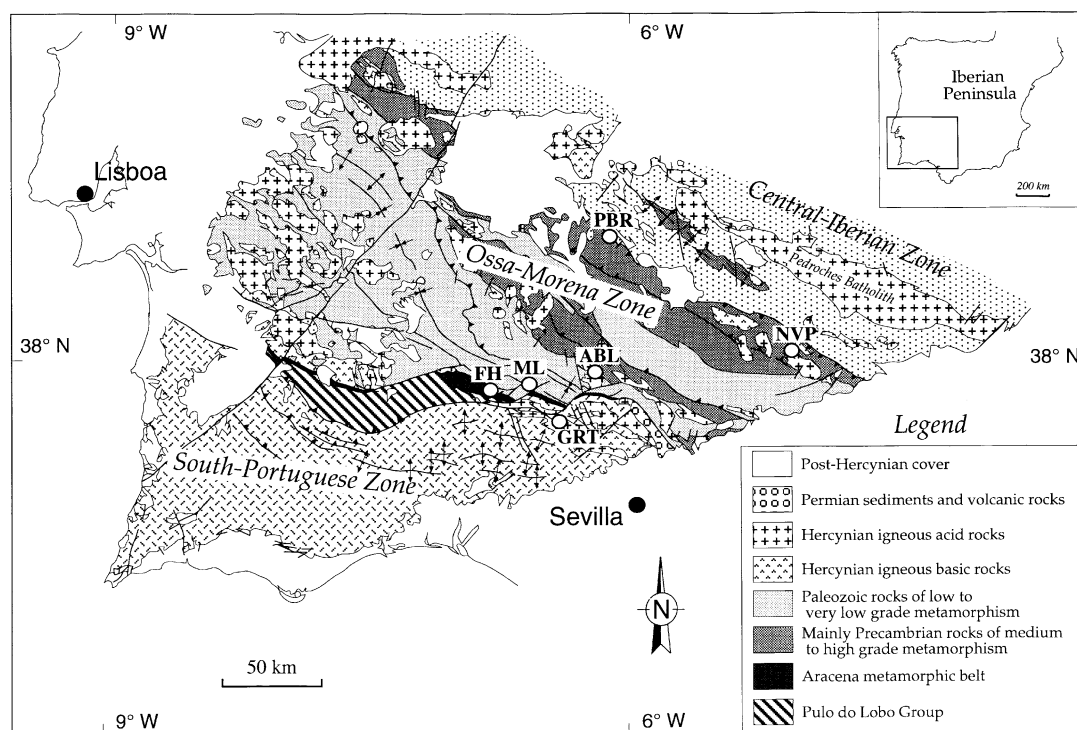 9° W
6° W
Iberian
Peninsula
200 km
Lisboa
Central-Iberian Zone
PBR
Pedroches Batholith
Ossa-Morena Zone
38° N
NVP
38° N
ABL
ML
FH
GRT
Legend
South-Portuguese Zone
Sevilla
N
50 km
Post-Hercynian cover
Permian sediments and volcanic rocks
Hercynian igneous acid rocks
Hercynian igneous basic rocks
Paleozoic rocks of low to
very low grade metamorphism
Mainly Precambrian rocks of medium
to high grade metamorphism
Aracena metamorphic belt
Pulo do Lobo Group
9° W
6° W